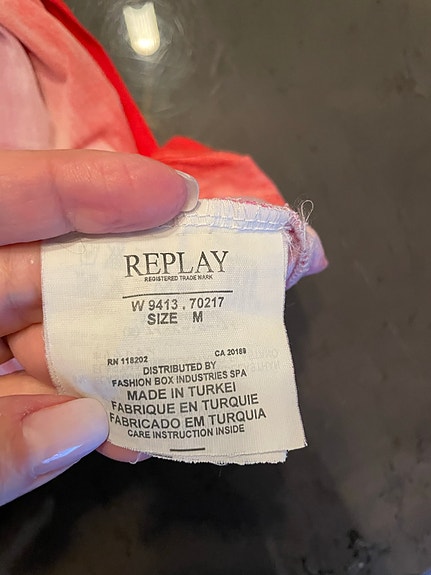 REPLAY
REGISTERED TRADE MARK
W 9413 . 70217
SIZE M
RN 118202 CA 20189
DISTRIBUTED BY
FASHION BOX INDUSTRIES SPA
MADE IN TURKEI
FABRIQUE EN TURQUIE
FABRICADO EM TURQUIA
CARE INSTRUCTION INSIDE